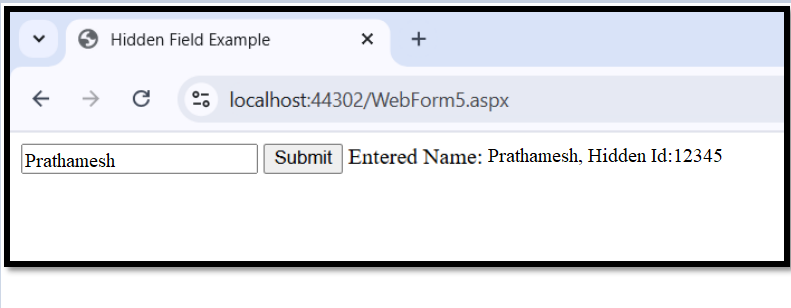 Hidden Field Example
localhost:44302/WebForm5.aspx
Prathamesh Submit Entered Name: Prathamesh, Hidden Id:12345